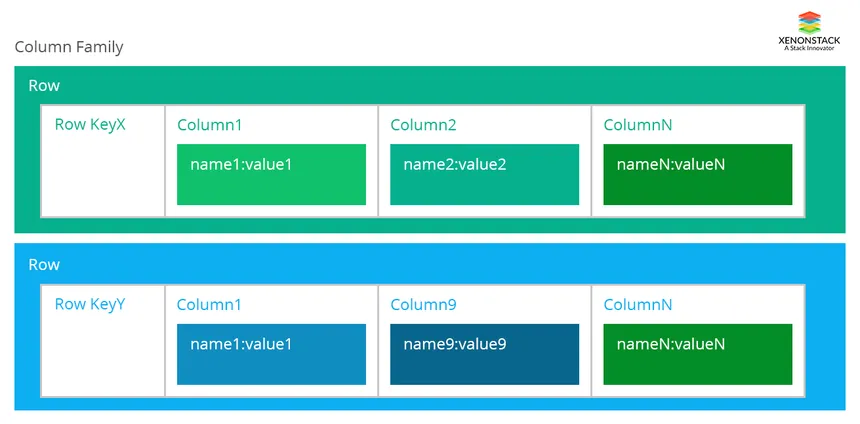 XENONSTACK
A Stack Innovator
Column Family
Row
Row KeyX
Column1
Column2
ColumnN
name1:value1
name2:value2
nameN:valueN
Row
Row KeyY
Column1
Column9
ColumnN
name1:value1
name9:value9
nameN:valueN